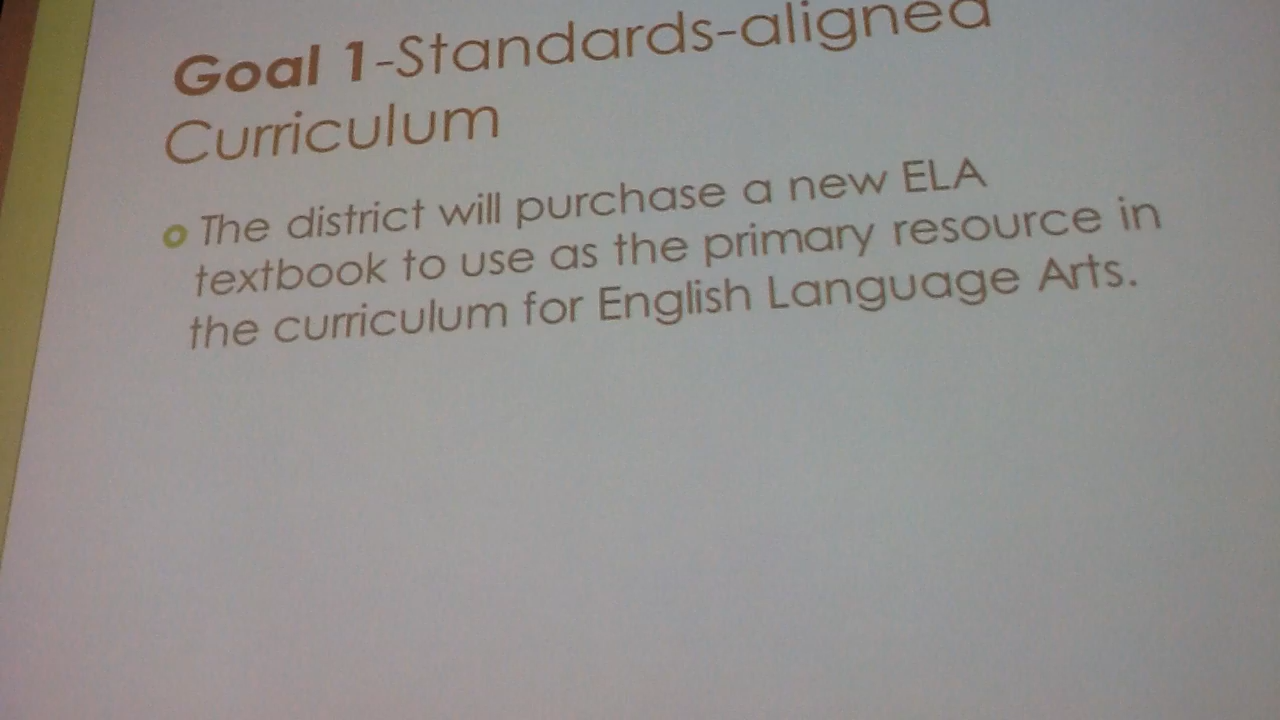 Goal 1-Standards-aligned
Curriculum
The district will purchase a new ELA
textbook to use as the primary resource in
the curriculum for English Language Arts.